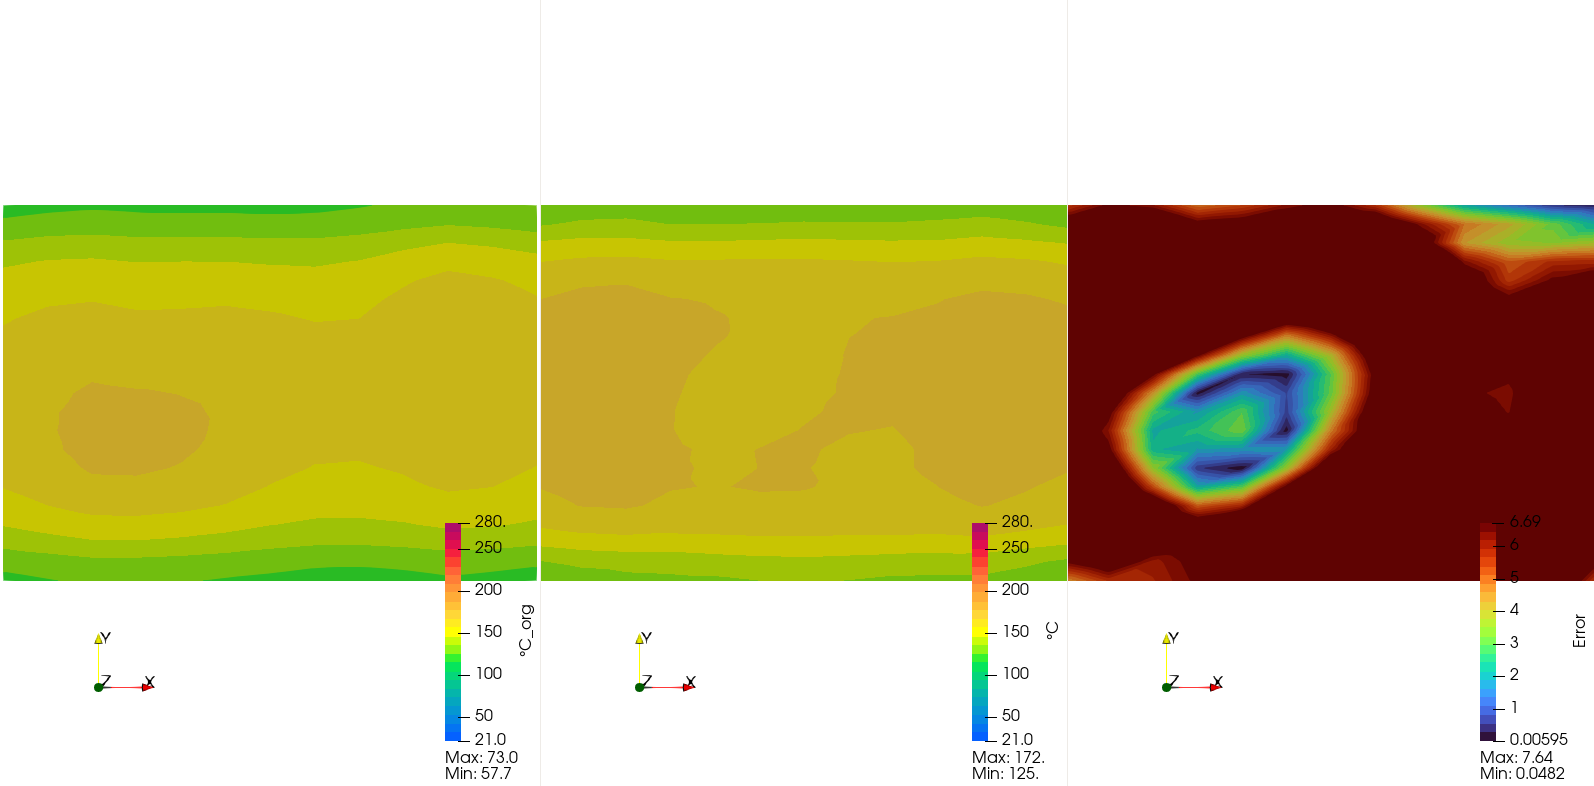 280.
250
200
150
100
50
21.0
°C_org
Max: 73.0
Min: 57.7
Y
Z
X
280.
250
200
150
100
50
21.0
°C
Max: 172.
Min: 125.
Y
Z
X
6.69
6
5
4
3
2
1
0.00595
Error
Max: 7.64
Min: 0.0482
Y
Z
X